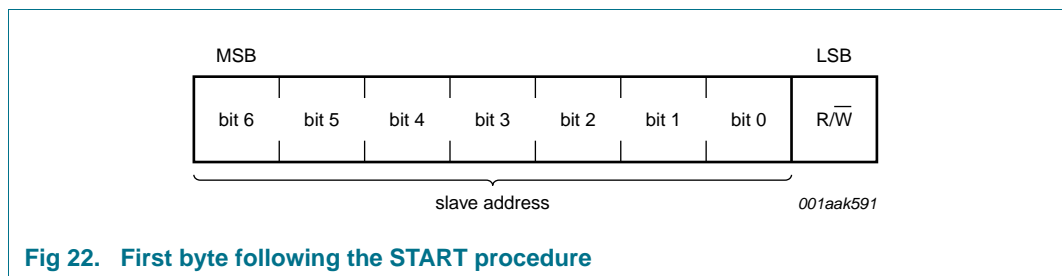 MSB LSB
bit 6 bit 5 bit 4 bit 3 bit 2 bit 1 bit 0 R/W̅
slave address 001aak591
Fig 22. First byte following the START procedure